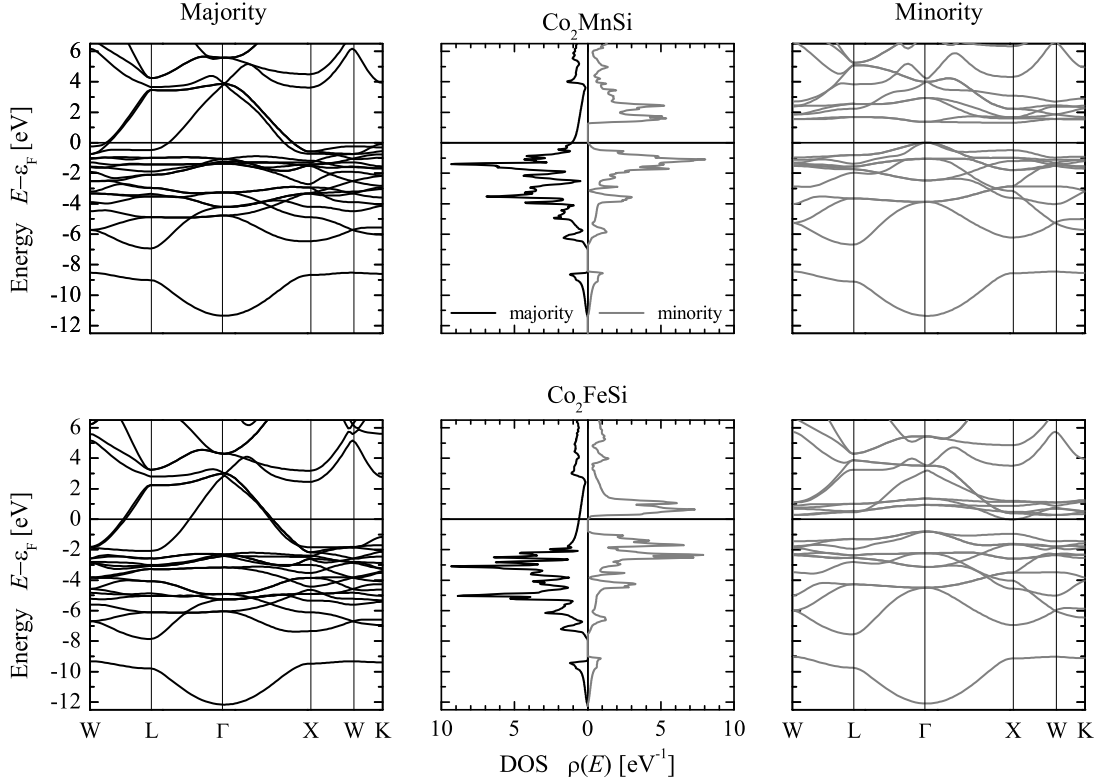 Majority
Co₂MnSi
Minority
Energy E−ε_F [eV]
6
4
2
0
-2
-4
-6
-8
-10
-12
majority
minority
Co₂FeSi
Energy E−ε_F [eV]
6
4
2
0
-2
-4
-6
-8
-10
-12
W L Γ X W K
10 5 0 5 10
W L Γ X W K
DOS ρ(E) [eV⁻¹]